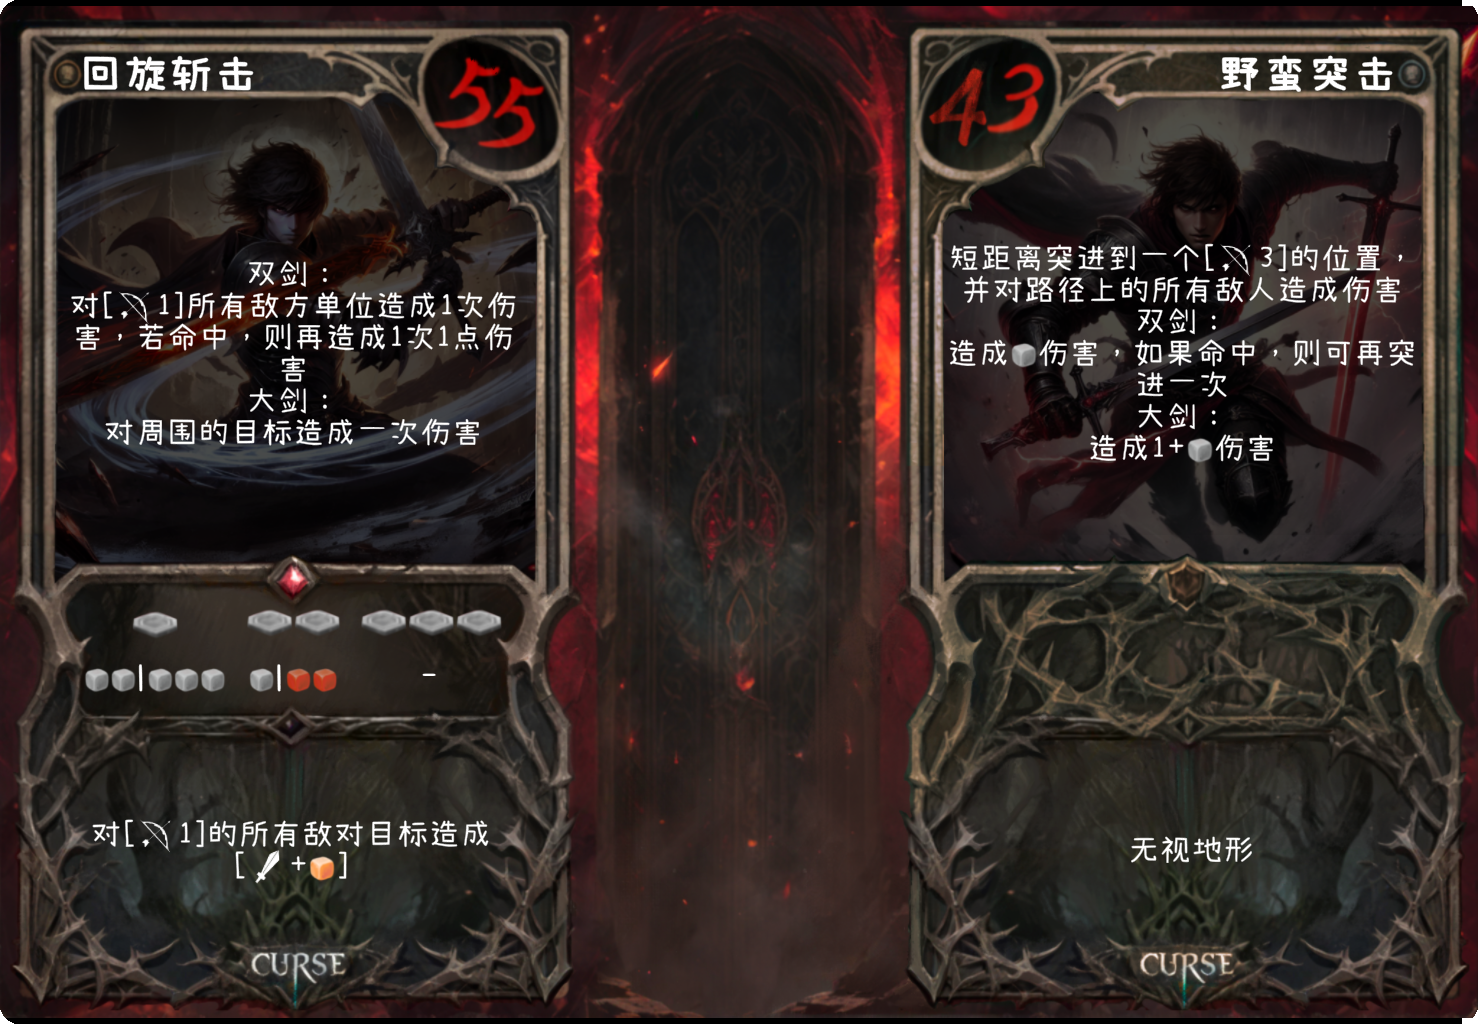 回旋斩击
55
双剑：
对[1]所有敌方单位造成1次伤
害，若命中，则再造成1次1点伤
害
大剑：
对周围的目标造成一次伤害
-
对[1]的所有敌对目标造成
[+]
CURSE
43
野蛮突击
短距离突进到一个[3]的位置，
并对路径上的所有敌人造成伤害
双剑：
造成伤害，如果命中，则可再突
进一次
大剑：
造成1+伤害
无视地形
CURSE